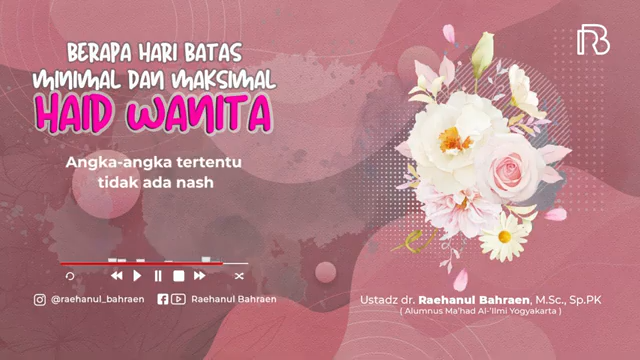 BERAPA HARI BATAS
MINIMAL DAN MAKSIMAL
HAID WANITA
Angka-angka tertentu
tidak ada nash
@raehanul_bahraen
Raehanul Bahraen
RB
Ustadz dr. Raehanul Bahraen, M.Sc., Sp.PK
( Alumnus Ma'had Al-'Ilmi Yogyakarta )